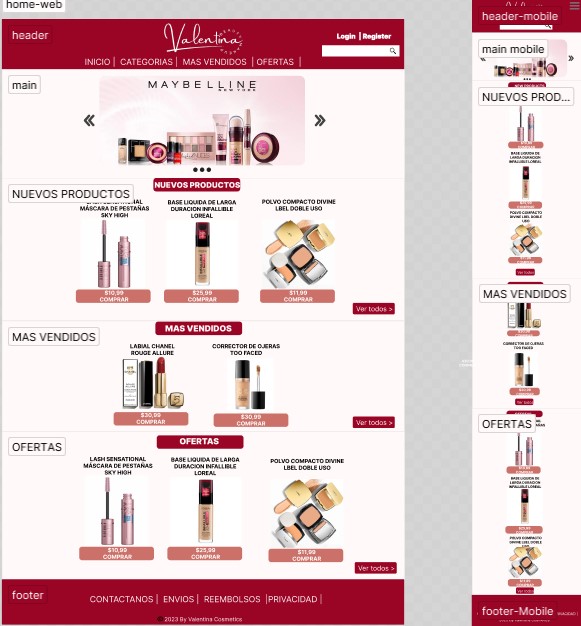 home-web
header
Valentina
Login | Register
INICIO | CATEGORIAS | MAS VENDIDOS | OFERTAS |
main
MAYBELLINE
NEW YORK
«
»
NUEVOS PRODUCTOS
NUEVOS PRODUCTOS
MÁSCARA DE PESTAÑAS
SKY HIGH
BASE LIQUIDA DE LARGA
DURACION INFALLIBLE
LOREAL
POLVO COMPACTO DIVINE
LBEL DOBLE USO
$10,99
COMPRAR
$25,99
COMPRAR
$11,99
COMPRAR
Ver todos >
MAS VENDIDOS
MAS VENDIDOS
LABIAL CHANEL
ROUGE ALLURE
CORRECTOR DE OJERAS
TOO FACED
$30,99
COMPRAR
$30,99
COMPRAR
Ver todos >
OFERTAS
OFERTAS
LASH SENSATIONAL
MÁSCARA DE PESTAÑAS
SKY HIGH
BASE LIQUIDA DE LARGA
DURACION INFALLIBLE
LOREAL
POLVO COMPACTO DIVINE
LBEL DOBLE USO
$10,99
COMPRAR
$25,99
COMPRAR
$11,99
COMPRAR
Ver todos >
footer
CONTACTANOS | ENVIOS | REEMBOLSOS |PRIVACIDAD |
2023 By Valentina Cosmetics
header-mobile
main mobile
NUEVOS PROD...
BASE LIQUIDA DE
LARGA DURACION
INFALLIBLE LOREAL
POLVO COMPACTO
DIVINE LBEL DOBLE
USO
Ver todos
MAS VENDIDOS
CORRECTOR DE OJERAS
TOO FACED
Ver todos
OFERTAS
BASE LIQUIDA DE
LARGA DURACION
INFALLIBLE LOREAL
POLVO COMPACTO
DIVINE LBEL DOBLE
Ver todos
footer-Mobile